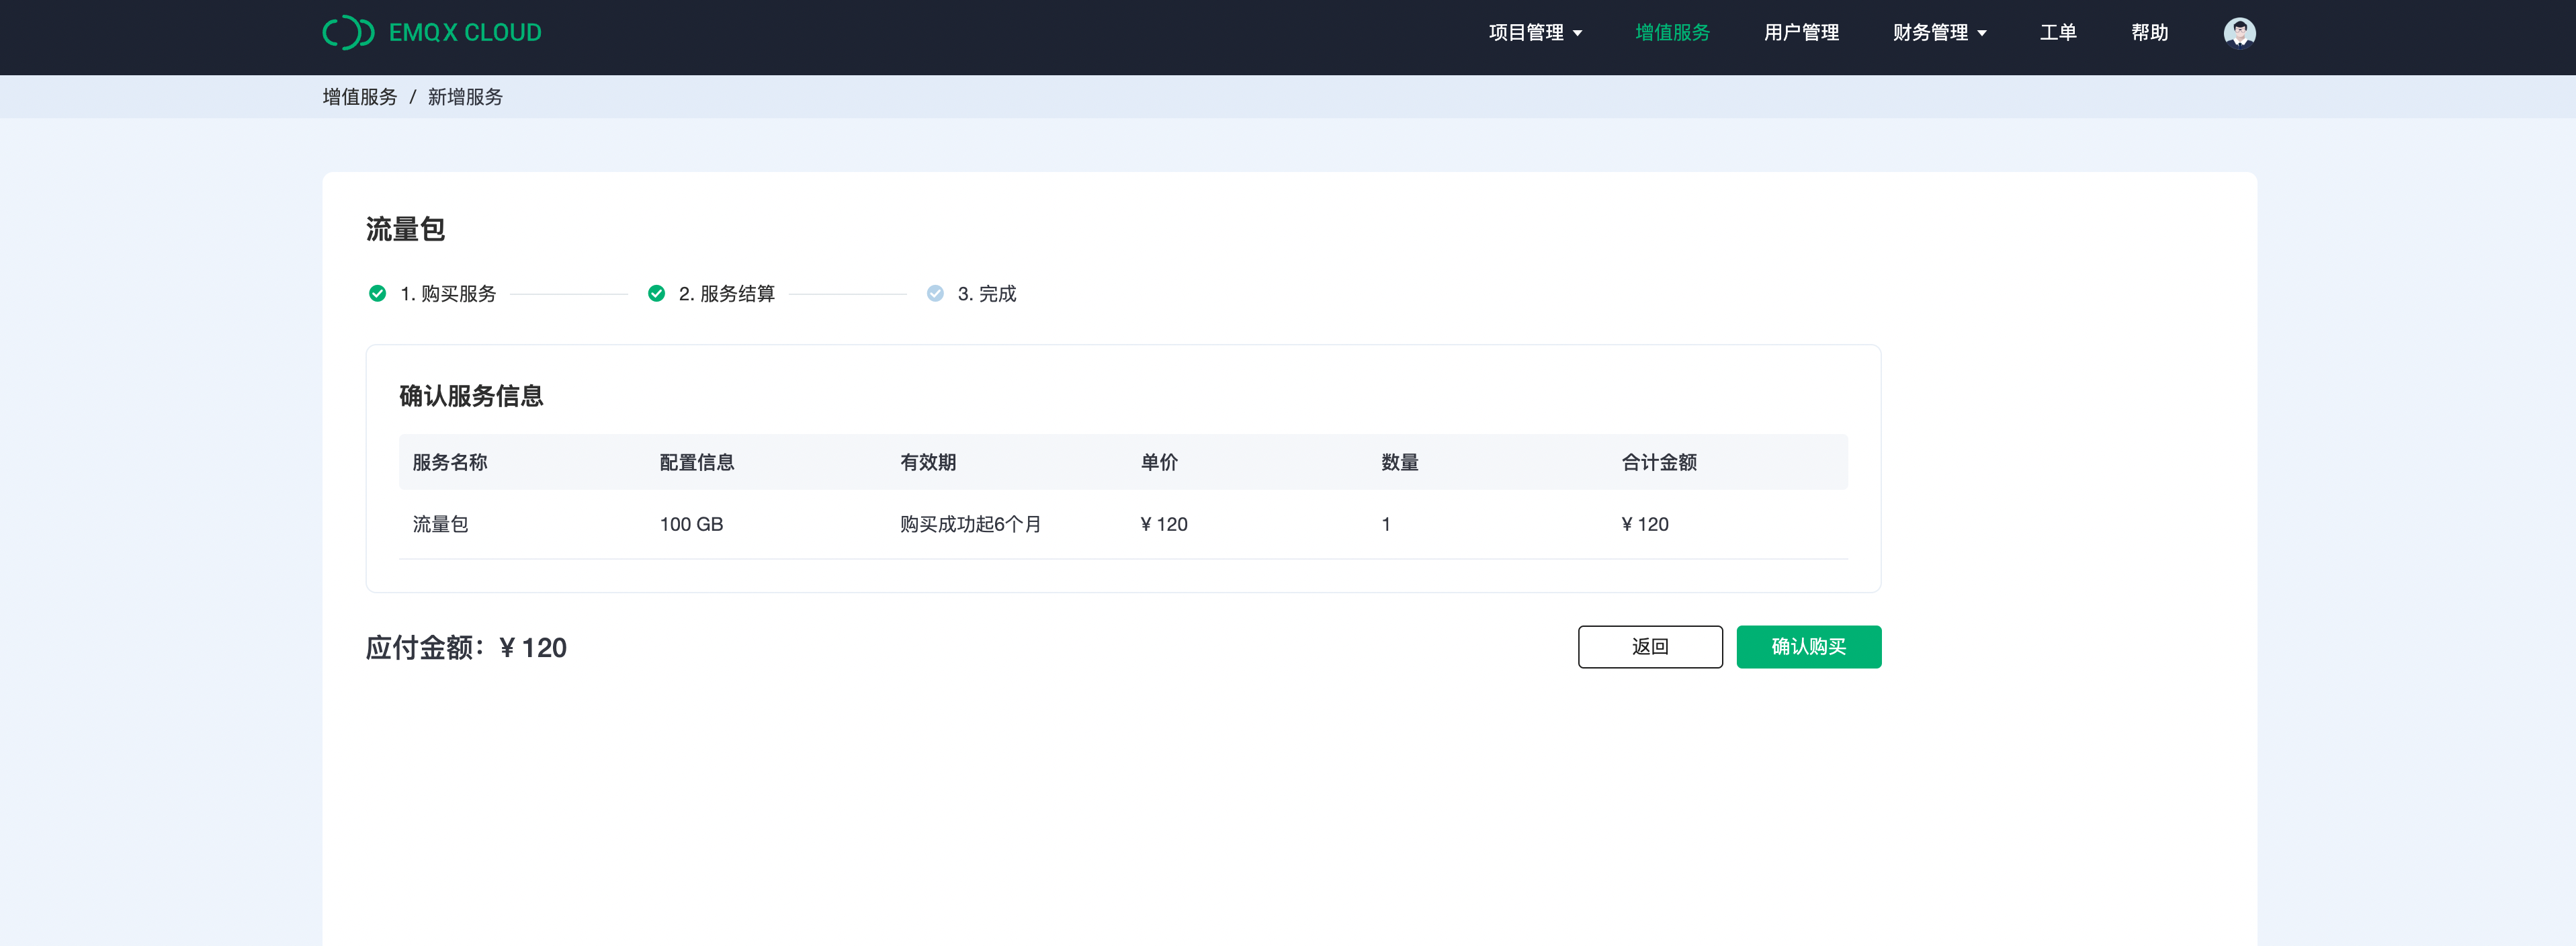 EMQX CLOUD
项目管理 增值服务 用户管理 财务管理 工单 帮助
增值服务 / 新增服务
流量包
1. 购买服务 2. 服务结算 3. 完成
确认服务信息
服务名称 配置信息 有效期 单价 数量 合计金额
流量包 100 GB 购买成功起6个月 ¥ 120 1 ¥ 120
应付金额：¥ 120 返回 确认购买